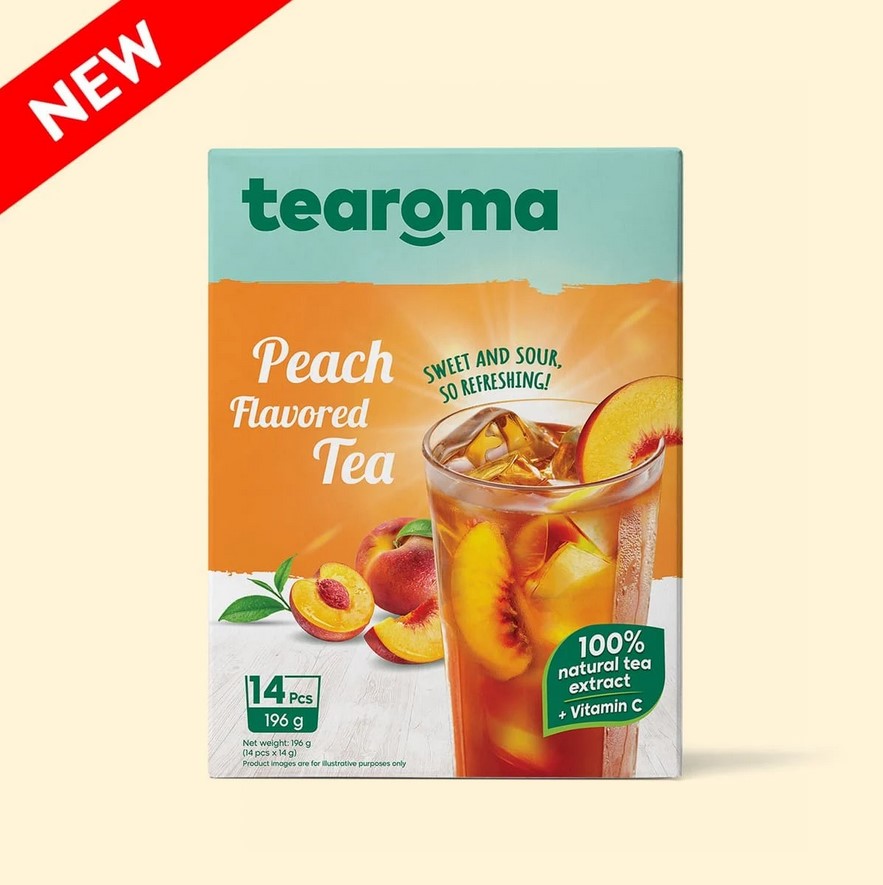 NEW
tearoma
Peach
Flavored
Tea
SWEET AND SOUR,
SO REFRESHING!
100%
natural tea
extract
+ Vitamin C
14 Pcs
196 g
Net weight: 196 g
(14 pcs x 14 g)
Product images are for illustrative purposes only